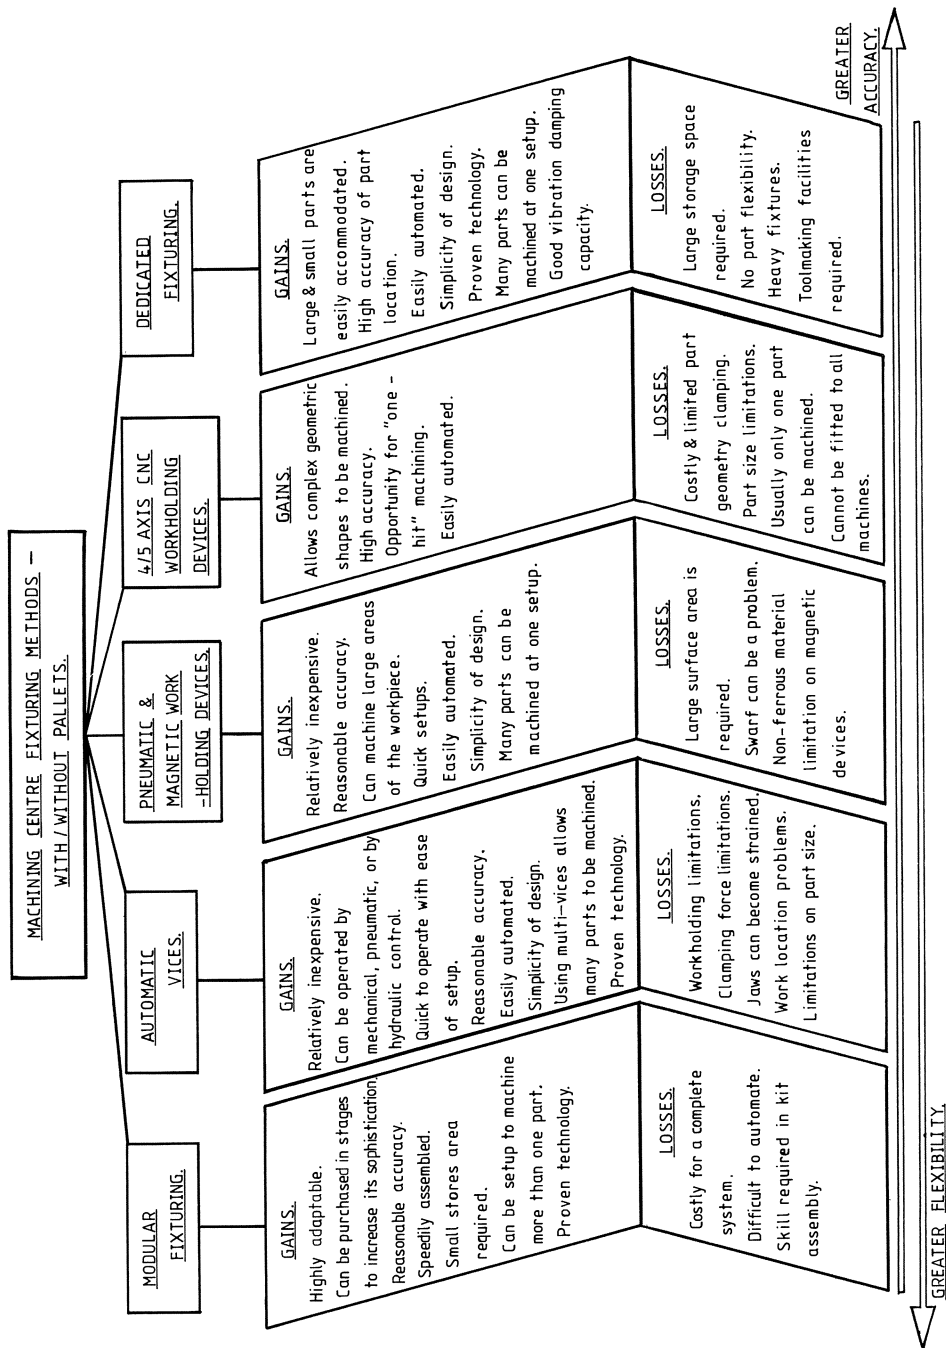 MACHINING CENTRE FIXTURING METHODS –
WITH/WITHOUT PALLETS.
MODULAR
FIXTURING.
GAINS.
Highly adaptable.
Can be purchased in stages
to increase its sophistication.
Reasonable accuracy.
Speedily assembled.
Small stores area
required.
Can be setup to machine
more than one part.
Proven technology.
LOSSES.
Costly for a complete
system.
Difficult to automate.
Skill required in kit
assembly.
AUTOMATIC
VICES.
GAINS.
Relatively inexpensive.
Can be operated by
mechanical, pneumatic, or by
hydraulic control.
Quick to operate with ease
of setup.
Reasonable accuracy.
Easily automated.
Simplicity of design.
Using multi-vices allows
many parts to be machined.
Proven technology.
LOSSES.
Workholding limitations.
Clamping force limitations.
Jaws can become strained.
Work location problems.
Limitations on part size.
PNEUMATIC &
MAGNETIC WORK
-HOLDING DEVICES.
GAINS.
Relatively inexpensive.
Reasonable accuracy.
Can machine large areas
of the workpiece.
Quick setups.
Easily automated.
Simplicity of design.
Many parts can be
machined at one setup.
LOSSES.
Large surface area is
required.
Swarf can be a problem.
Non-ferrous material
limitation on magnetic
devices.
4/5 AXIS CNC
WORKHOLDING
DEVICES.
GAINS.
Allows complex geometric
shapes to be machined.
High accuracy.
Opportunity for "one –
hit" machining.
Easily automated.
LOSSES.
Costly & limited part
geometry clamping.
Part size limitations.
Usually only one part
can be machined.
Cannot be fitted to all
machines.
DEDICATED
FIXTURING.
GAINS.
Large & small parts are
easily accommodated.
High accuracy of part
location.
Easily automated.
Simplicity of design.
Proven technology.
Many parts can be
machined at one setup.
Good vibration damping
capacity.
LOSSES.
Large storage space
required.
No part flexibility.
Heavy fixtures.
Toolmaking facilities
required.
GREATER
ACCURACY.
GREATER FLEXIBILITY.